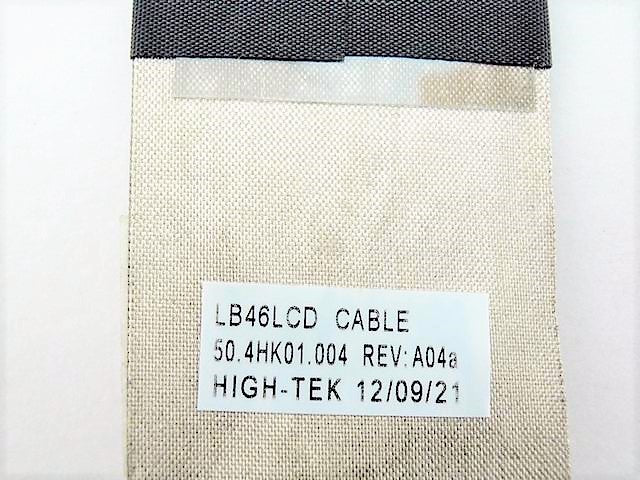 LB46LCD CABLE
50.4HK01.004 REV:A04a
HIGH-TEK 12/09/21